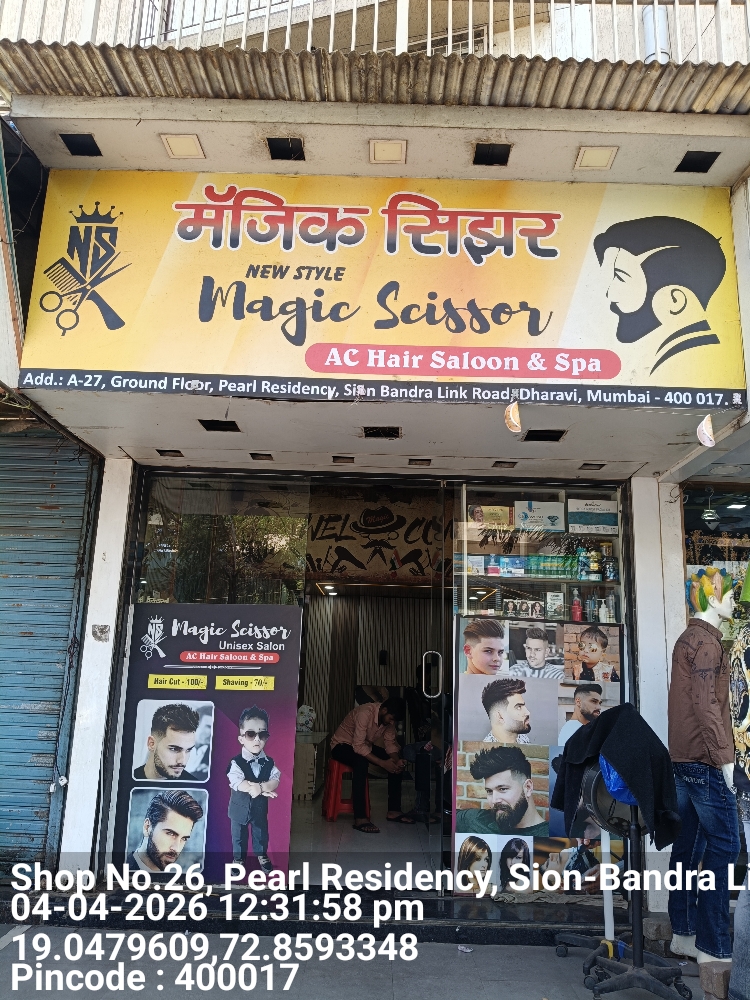 NS
मॅजिक सिझर
NEW STYLE
Magic Scissor
AC Hair Saloon & Spa
Add.: A-27, Ground Floor, Pearl Residency, Sion Bandra Link Road, Dharavi, Mumbai - 400 017.
WEL COM
NS
Magic Scissor
Unisex Salon
AC Hair Saloon & Spa
Hair Cut - 100/- Shaving - 70/-
Shop No.26, Pearl Residency, Sion-Bandra Li
04-04-2026 12:31:58 pm
19.0479609,72.8593348
Pincode : 400017